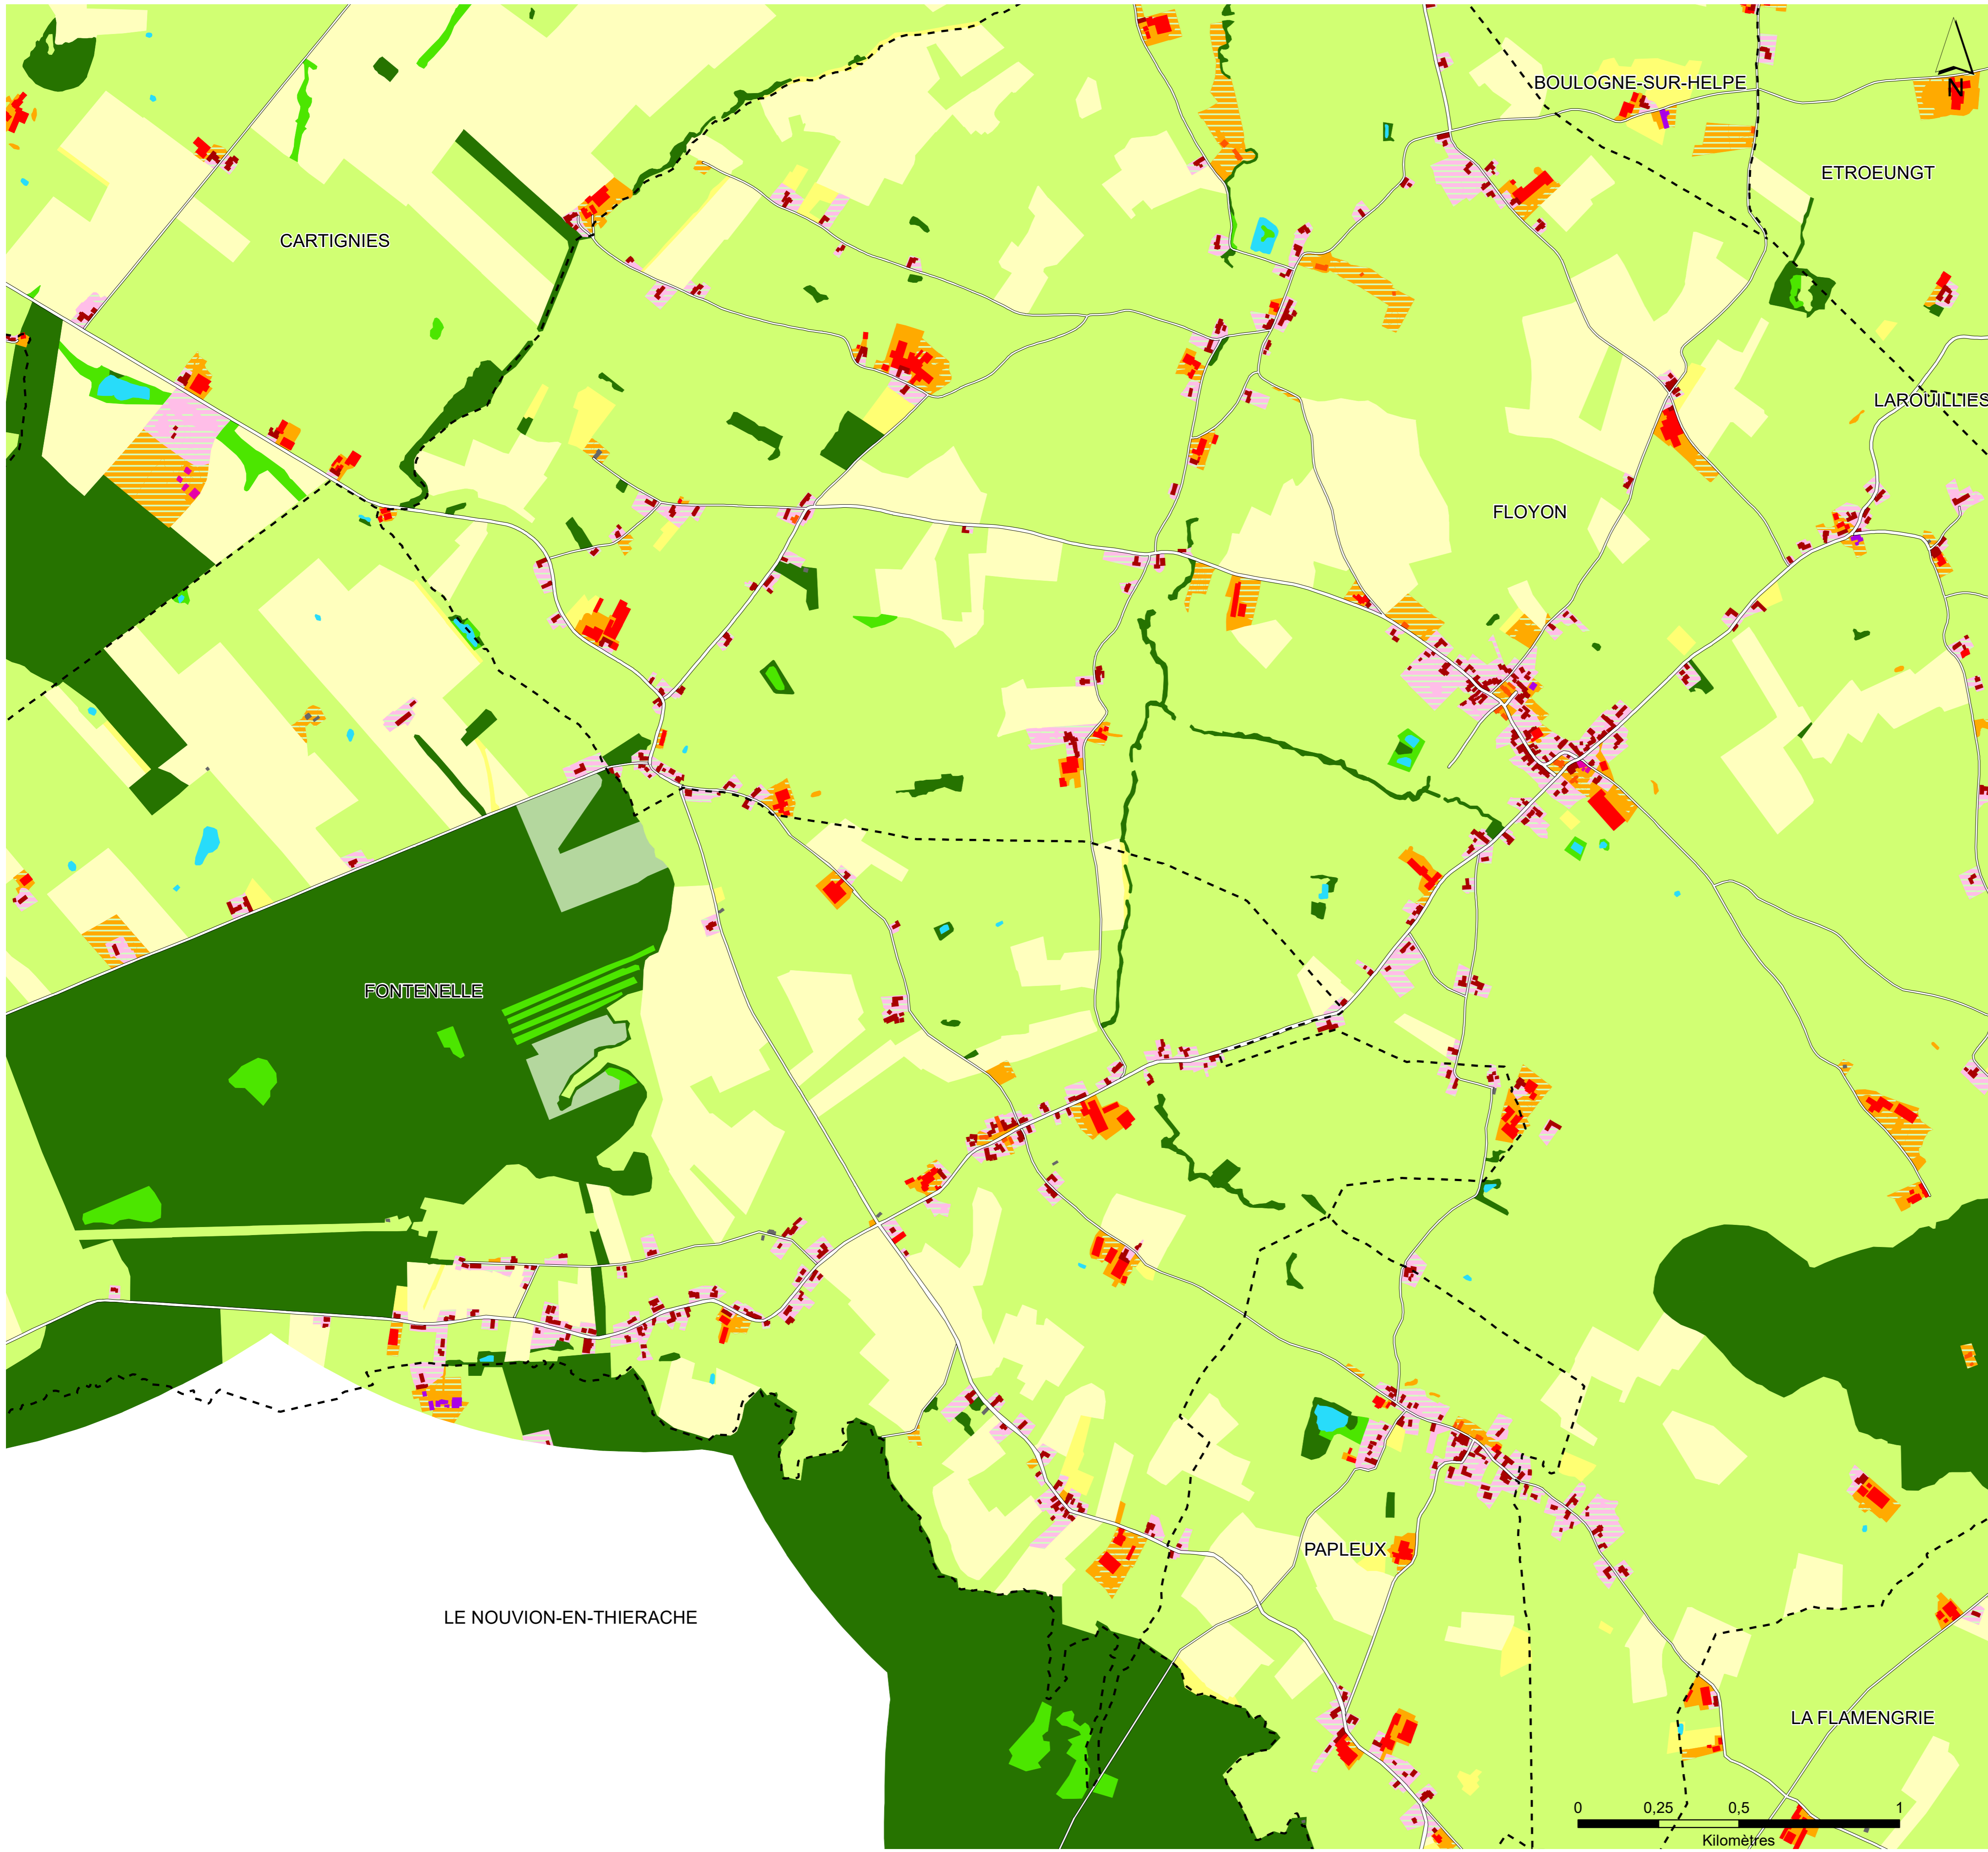 BOULOGNE-SUR-HELPE
N
ETROEUNGT
CARTIGNIES
LAROUILLIES
FLOYON
FONTENELLE
PAPLEUX
LE NOUVION-EN-THIERACHE
LA FLAMENGRIE
0 0,25 0,5 1
Kilomètres